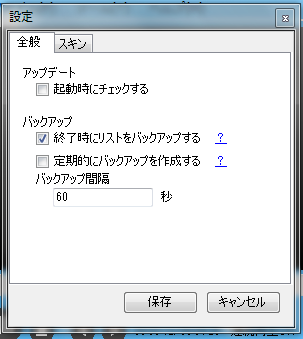 設定
x
全般
スキン
アップデート
起動時にチェックする
バックアップ
終了時にリストをバックアップする ?
定期的にバックアップを作成する ?
バックアップ間隔
60 秒
保存
キャンセル